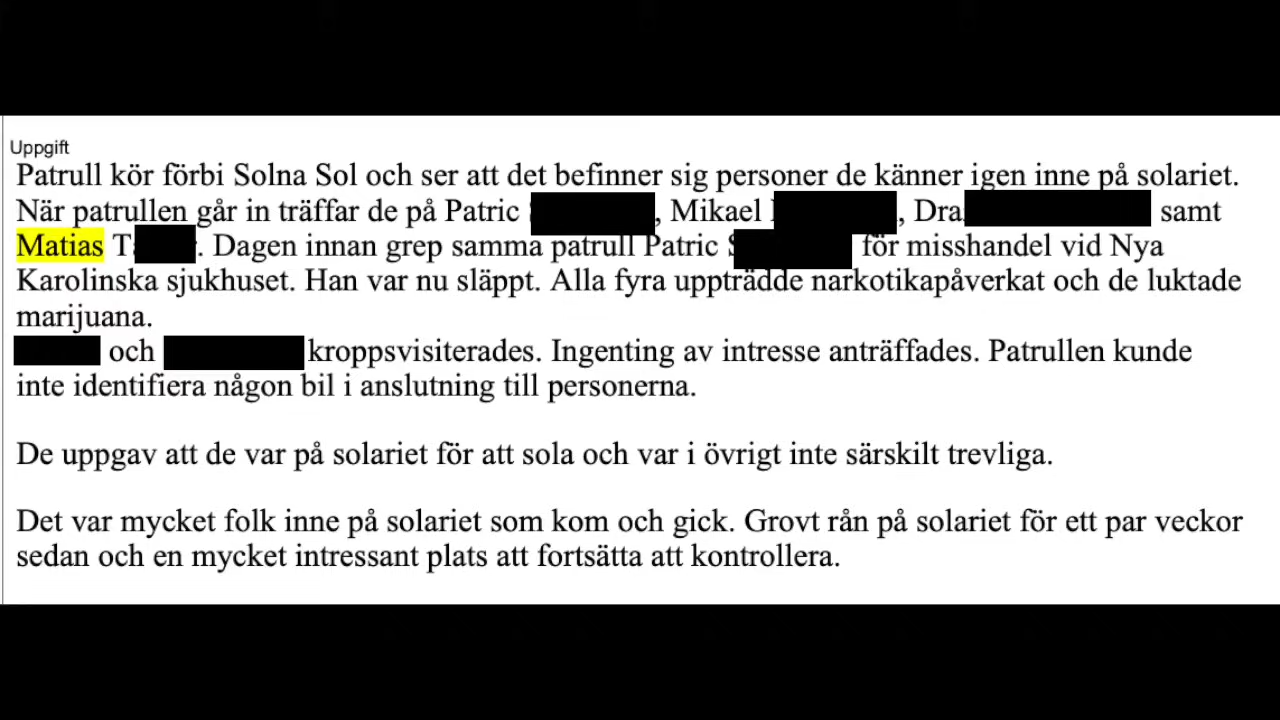 Uppgift
Patrull kör förbi Solna Sol och ser att det befinner sig personer de känner igen inne på solariet.
När patrullen går in träffar de på Patric , Mikael , Dra samt
Matias T . Dagen innan grep samma patrull Patric S för misshandel vid Nya
Karolinska sjukhuset. Han var nu släppt. Alla fyra uppträdde narkotikapåverkat och de luktade
marijuana.
och kroppsvisiterades. Ingenting av intresse anträffades. Patrullen kunde
inte identifiera någon bil i anslutning till personerna.
De uppgav att de var på solariet för att sola och var i övrigt inte särskilt trevliga.
Det var mycket folk inne på solariet som kom och gick. Grovt rån på solariet för ett par veckor
sedan och en mycket intressant plats att fortsätta att kontrollera.